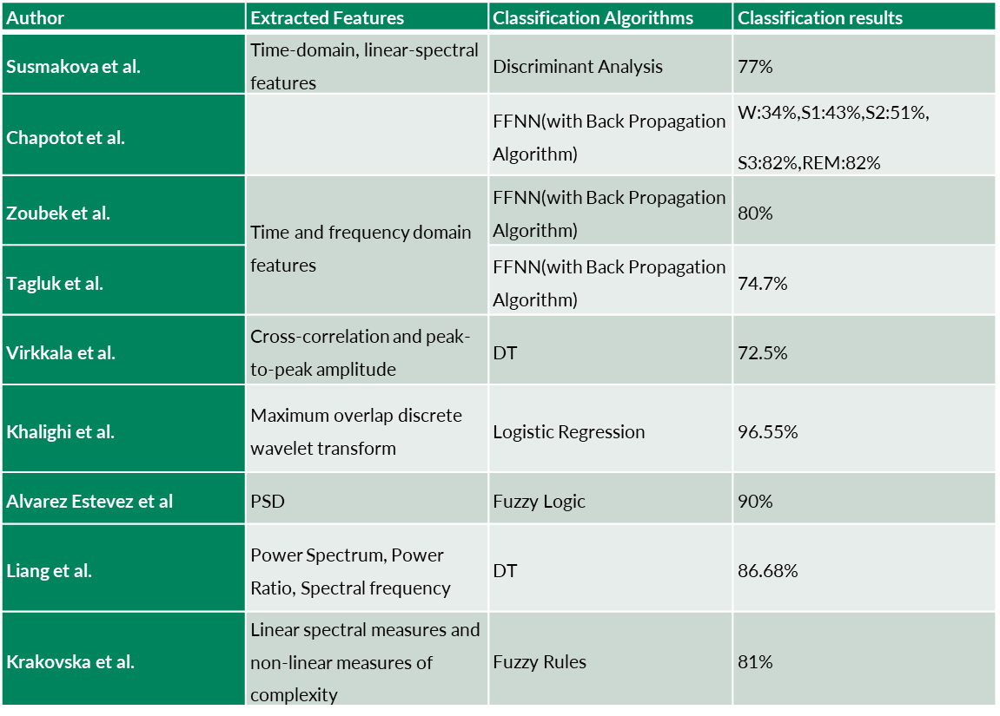 Author Extracted Features Classification Algorithms Classification results
Susmakova et al.
Time-domain, linear-spectral
features
Discriminant Analysis
77%
Chapotot et al.
FFNN(with Back Propagation
Algorithm)
W:34%,S1:43%,S2:51%,
S3:82%,REM:82%
Zoubek et al.
Time and frequency domain
features
FFNN(with Back Propagation
Algorithm)
80%
Tagluk et al.
FFNN(with Back Propagation
Algorithm)
74.7%
Virkkala et al.
Cross-correlation and peak-
to-peak amplitude
DT
72.5%
Khalighi et al.
Maximum overlap discrete
wavelet transform
Logistic Regression
96.55%
Alvarez Estevez et al
PSD
Fuzzy Logic
90%
Liang et al.
Power Spectrum, Power
Ratio, Spectral frequency
DT
86.68%
Krakovska et al.
Linear spectral measures and
non-linear measures of
complexity
Fuzzy Rules
81%